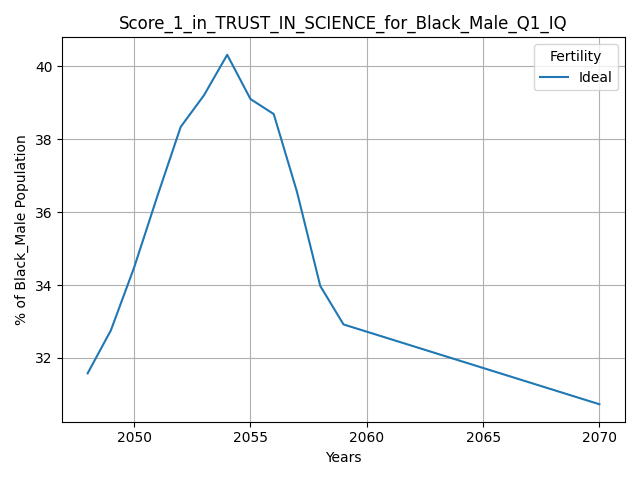 Score_1_in_TRUST_IN_SCIENCE_for_Black_Male_Q1_IQ
Fertility
Ideal
% of Black_Male Population
40
38
36
34
32
2050
2055
2060
2065
2070
Years